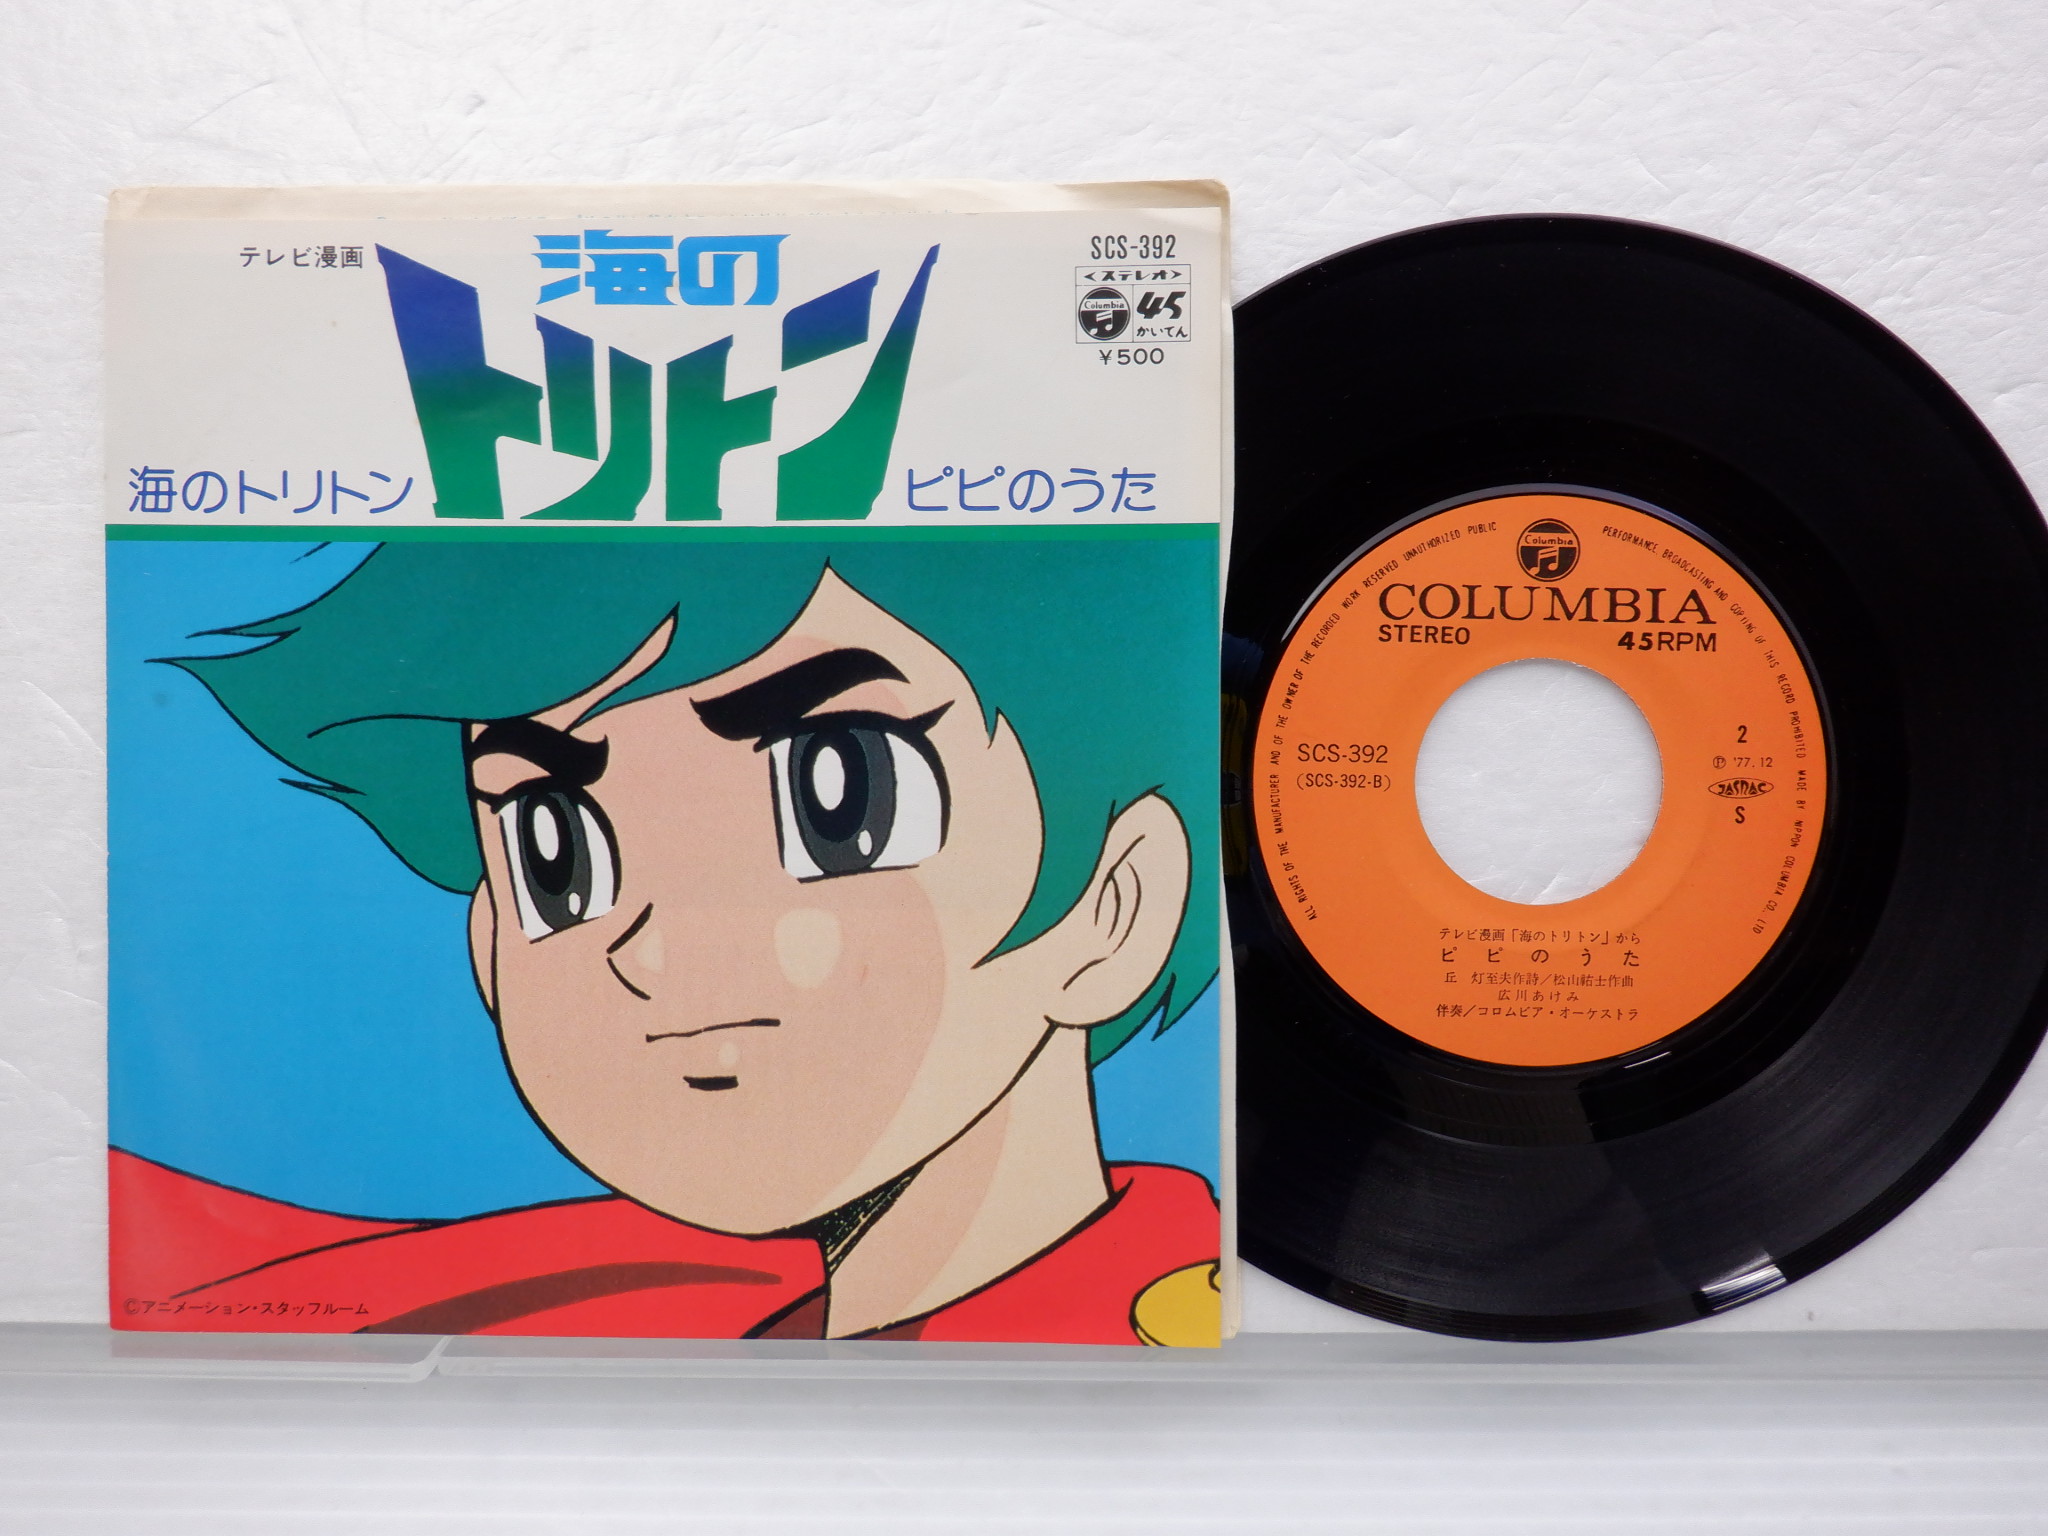 テレビ漫画
海の
トリトン
SCS-392
<ステレオ>
Columbia
45
かいてん
¥500
海のトリトン
ピピのうた
©アニメーション・スタッフルーム
ALL RIGHTS OF THE MANUFACTURER AND OF THE OWNER OF THE RECORDED WORK RESERVED UNAUTHORIZED PUBLIC PERFORMANCE, BROADCASTING AND COPYING OF THIS RECORD PROHIBITED MADE BY NIPPON COLUMBIA CO., LTD
Columbia
COLUMBIA
STEREO 45RPM
SCS-392
(SCS-392-B)
2
Ⓟ '77.12
JASRAC
S
テレビ漫画「海のトリトン」から
ピピのうた
丘 灯至夫作詩/松山祐士作曲
広川あけみ
伴奏/コロムビア・オーケストラ